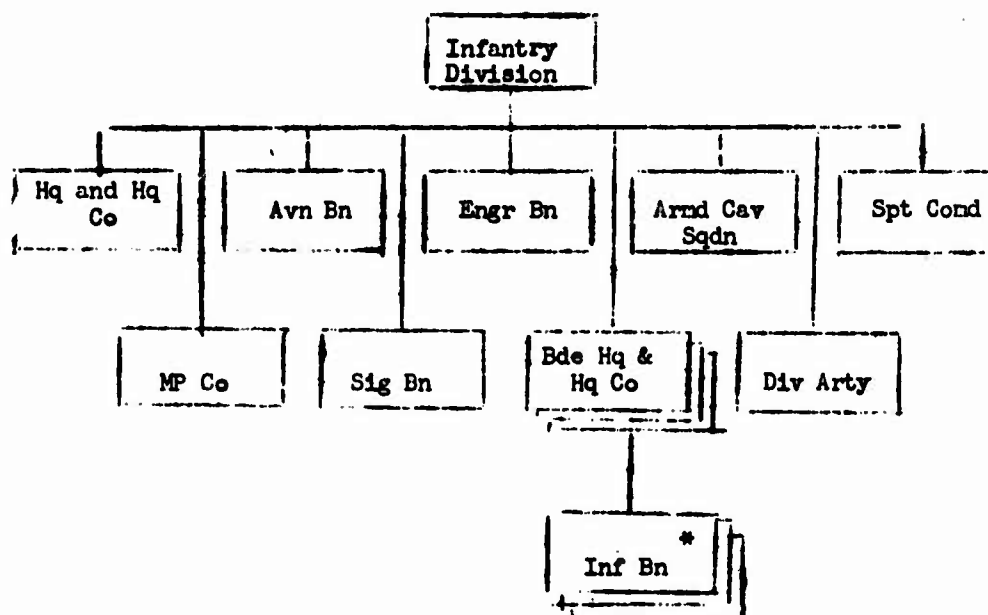 Infantry
Division
Hq and Hq
Co
Avn Bn
Engr Bn
Armd Cav
Sqdn
Spt Comd
MP Co
Sig Bn
Bde Hq &
Hq Co
Div Arty
*
Inf Bn